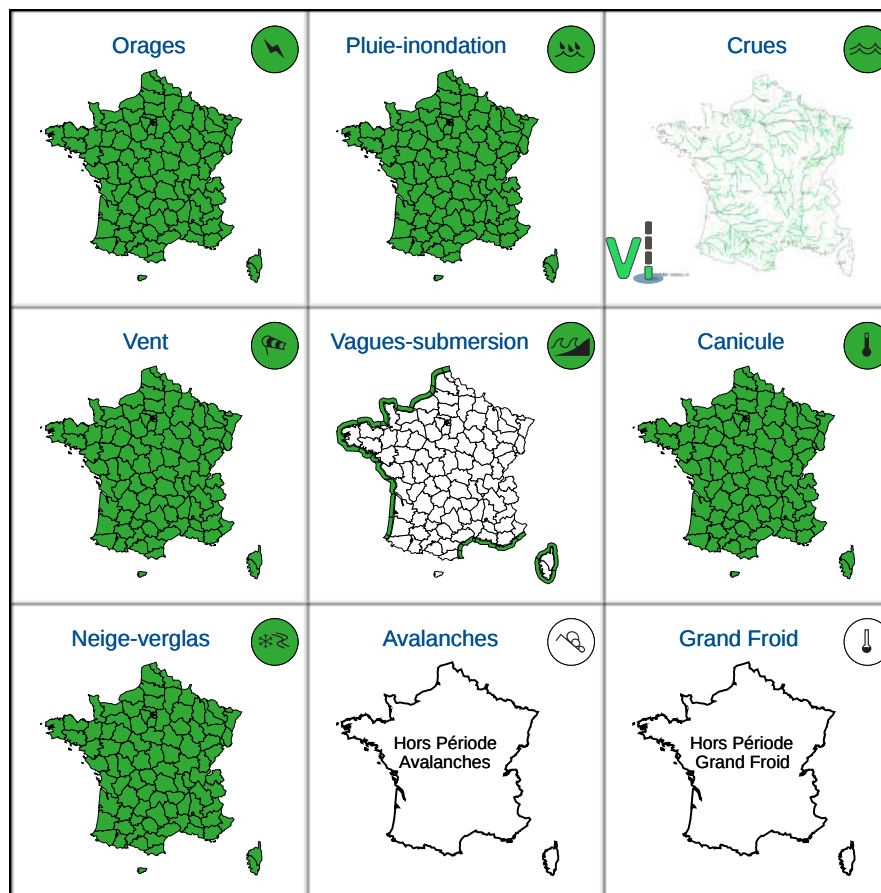 Orages
Pluie-inondation
Crues
Vent
Vagues-submersion
Canicule
Neige-verglas
Avalanches
Grand Froid
Hors Période
Avalanches
Hors Période
Grand Froid